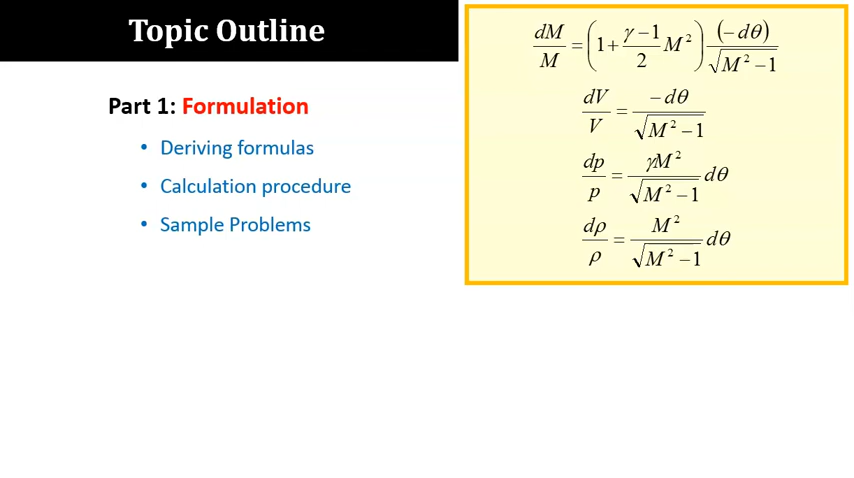 Topic Outline
Part 1: Formulation
• Deriving formulas
• Calculation procedure
• Sample Problems
dM/M = (1 + (γ − 1)/2 M²) (− dθ)/√(M² − 1)
dV/V = − dθ/√(M² − 1)
dp/p = γM²/√(M² − 1) dθ
dρ/ρ = M²/√(M² − 1) dθ